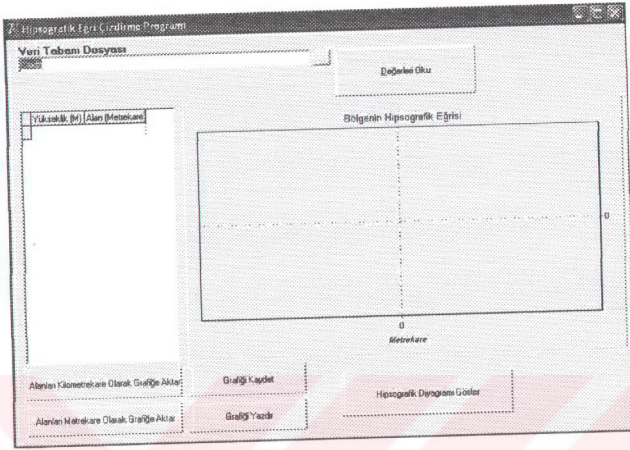 Hipsografik Eğri Çizdirme Programı
Veri Tabanı Dosyası
...
Değerleri Oku
Yükseklik (M) Alan (Metrekare)
Bölgenin Hipsografik Eğrisi
0
0
Metrekare
Alanları Kilometrekare Olarak Grafiğe Aktar
Grafiği Kaydet
Hipsografik Diyagramı Göster
Alanları Metrekare Olarak Grafiğe Aktar
Grafiği Yazdır